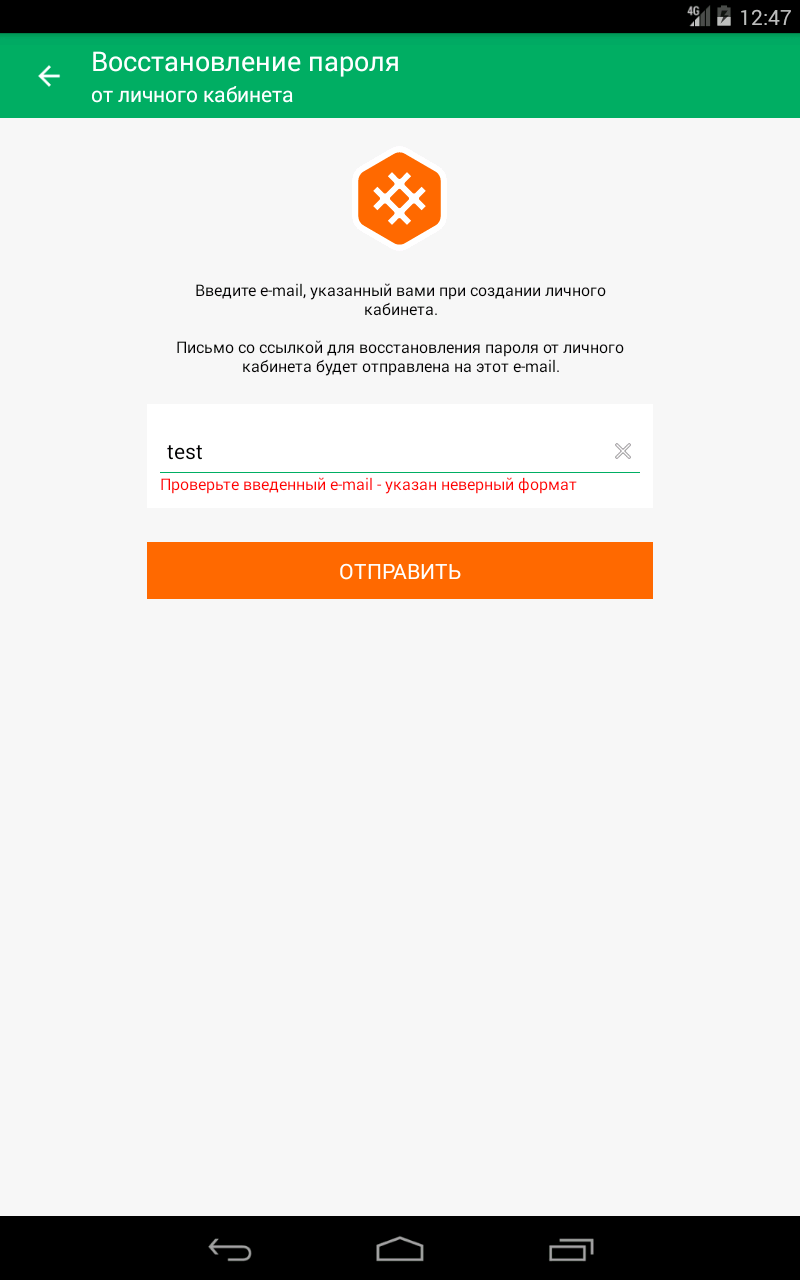 4G 12:47
Восстановление пароля
от личного кабинета
Введите e-mail, указанный вами при создании личного
кабинета.
Письмо со ссылкой для восстановления пароля от личного
кабинета будет отправлена на этот e-mail.
test
Проверьте введенный e-mail - указан неверный формат
ОТПРАВИТЬ